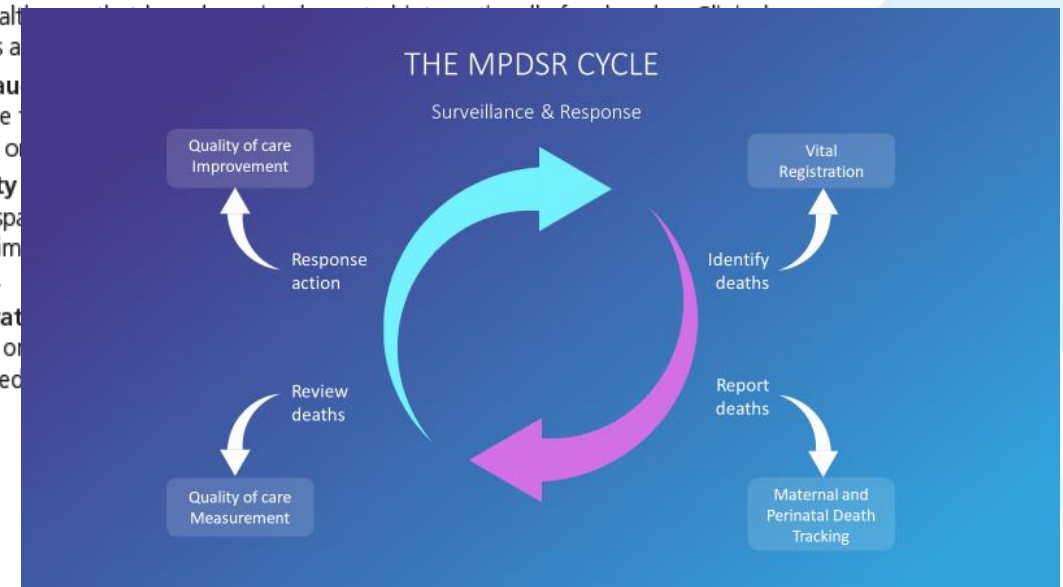 THE MPDSR CYCLE
Surveillance & Response
Quality of care
Improvement
Vital
Registration
Response
action
Identify
deaths
Review
deaths
Report
deaths
Quality of care
Measurement
Maternal and
Perinatal Death
Tracking